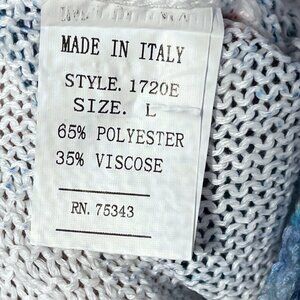 MADE IN ITALY
STYLE. 1720E
SIZE. L
65% POLYESTER
35% VISCOSE
RN. 75343